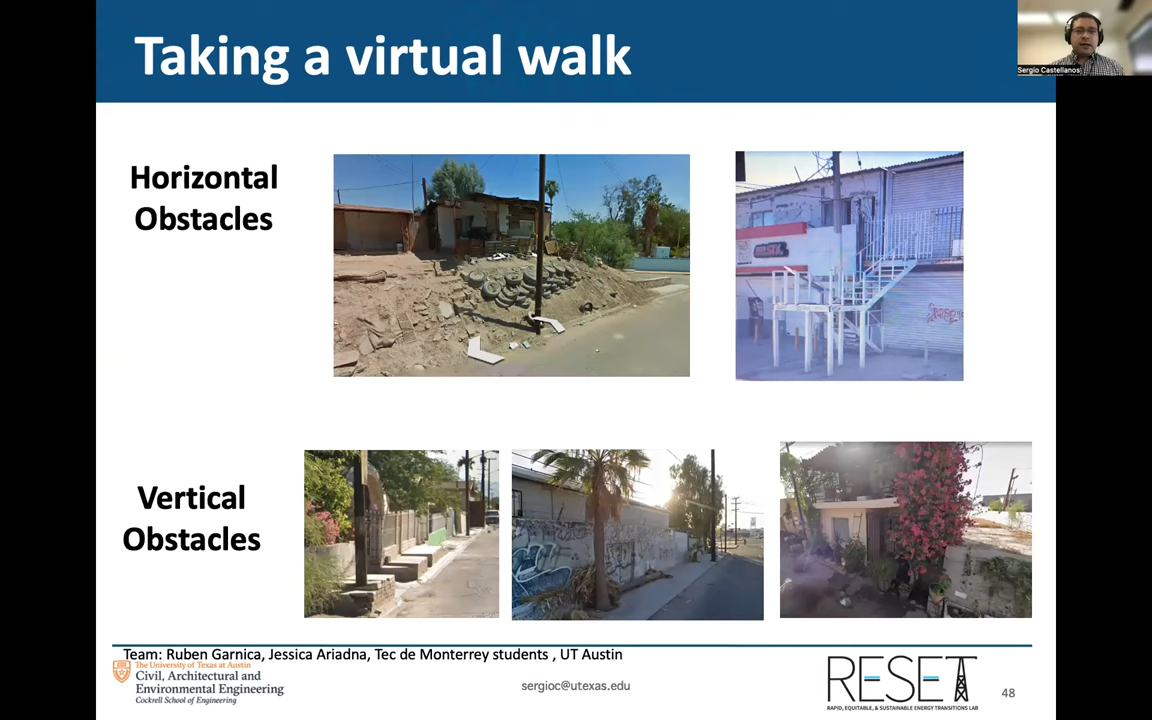 Taking a virtual walk
Sergio Castellanos
Horizontal
Obstacles
Vertical
Obstacles
Team: Ruben Garnica, Jessica Ariadna, Tec de Monterrey students , UT Austin
The University of Texas at Austin
Civil, Architectural and
Environmental Engineering
Cockrell School of Engineering
sergioc@utexas.edu
RESET
RAPID, EQUITABLE, & SUSTAINABLE ENERGY TRANSITIONS LAB
48